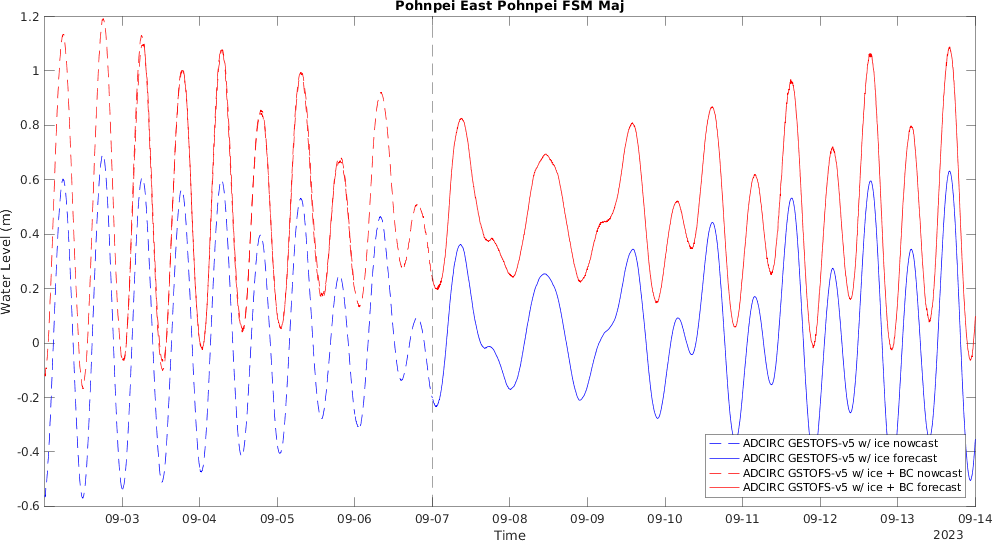 Pohnpei East Pohnpei FSM Maj
Water Level (m)
1.2
1
0.8
0.6
0.4
0.2
0
-0.2
-0.4
-0.6
ADCIRC GESTOFS-v5 w/ ice nowcast
ADCIRC GESTOFS-v5 w/ ice forecast
ADCIRC GSTOFS-v5 w/ ice + BC nowcast
ADCIRC GSTOFS-v5 w/ ice + BC forecast
09-03 09-04 09-05 09-06 09-07 09-08 09-09 09-10 09-11 09-12 09-13 09-14
Time
2023